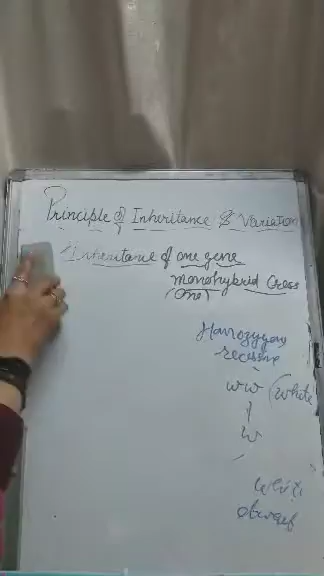 Principle of Inheritance & Variation
Inheritance of one gene
monohybrid Cross
(one)
Homozygous
recessive
ww (white
w
white